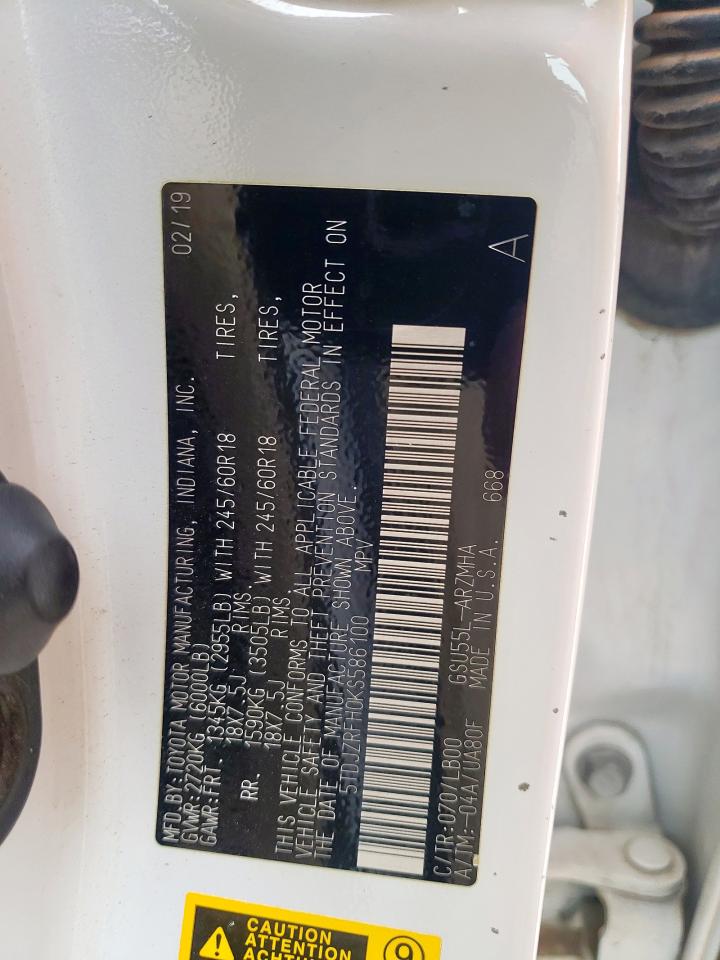 MFD.BY:TOYOTA MOTOR MANUFACTURING, INDIANA, INC. 02/19
GVWR:2720KG (6000LB)
GAWR:FRT. 1345KG (2955LB) WITH 245/60R18 TIRES,
18X7.5J RIMS.
RR. 1590KG (3505LB) WITH 245/60R18 TIRES,
18X7.5J RIMS.
THIS VEHICLE CONFORMS TO ALL APPLICABLE FEDERAL MOTOR
VEHICLE SAFETY AND THEFT PREVENTION STANDARDS IN EFFECT ON
THE DATE OF MANUFACTURE SHOWN ABOVE.
5TDJZRFH0KS586100 MPV
C/TR:070/LB00 GSU55L-ARZMHA
A/TM:-04A/UA80F MADE IN U.S.A. 668 A
CAUTION
ATTENTION
9